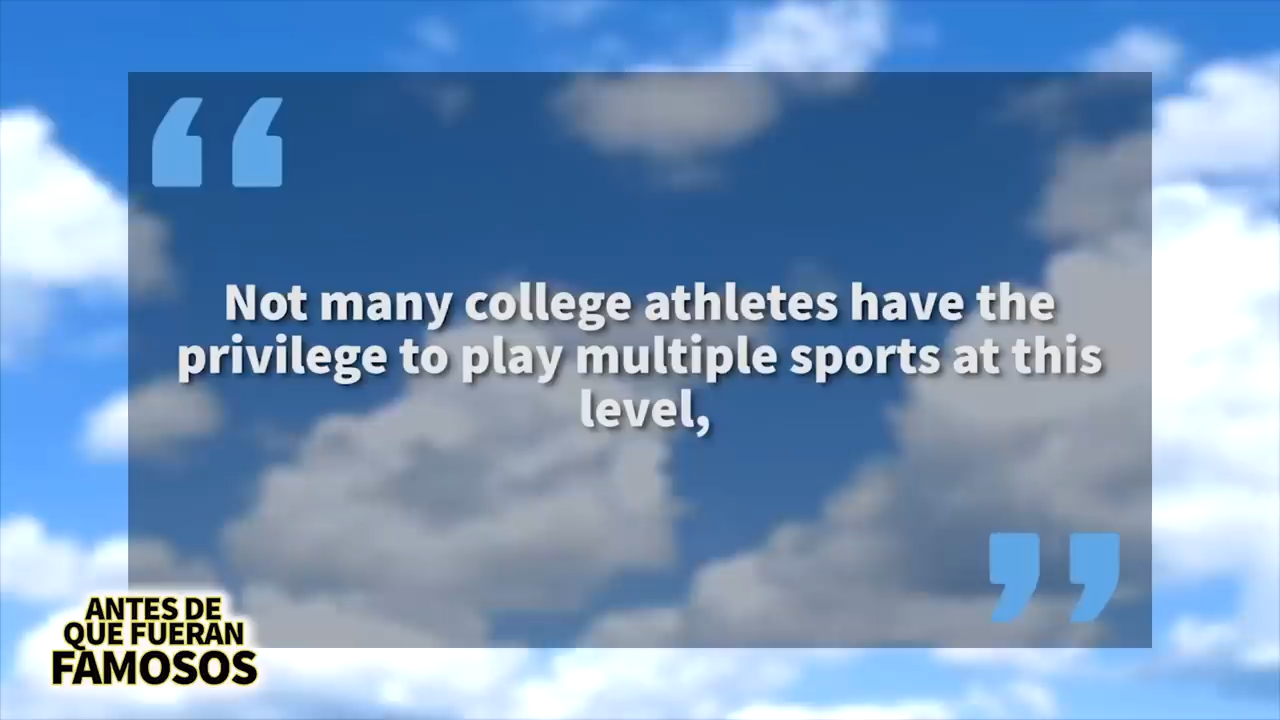 Not many college athletes have the
privilege to play multiple sports at this
level,
ANTES DE
QUE FUERAN
FAMOSOS